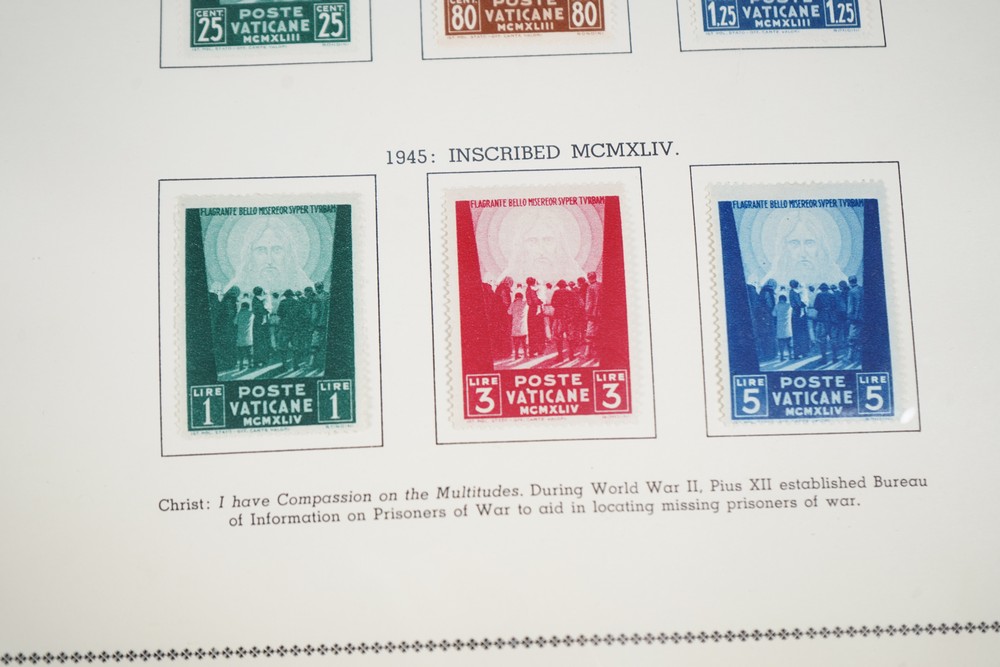 CENT. 25 POSTE VATICANE MCMXLIII CENT. 25
CENT. 80 POSTE VATICANE MCMXLIII 80
1.25 POSTE VATICANE MCMXLIII 1.25
1945: INSCRIBED MCMXLIV.
FLAGRANTE BELLO MISEREOR SVPER TVRBAM
LIRE 1 POSTE VATICANE MCMXLIV LIRE 1
FLAGRANTE BELLO MISEREOR SVPER TVRBAM
LIRE 3 POSTE VATICANE MCMXLIV LIRE 3
FLAGRANTE BELLO MISEREOR SVPER TVRBAM
LIRE 5 POSTE VATICANE MCMXLIV LIRE 5
Christ: I have Compassion on the Multitudes. During World War II, Pius XII established Bureau
of Information on Prisoners of War to aid in locating missing prisoners of war.